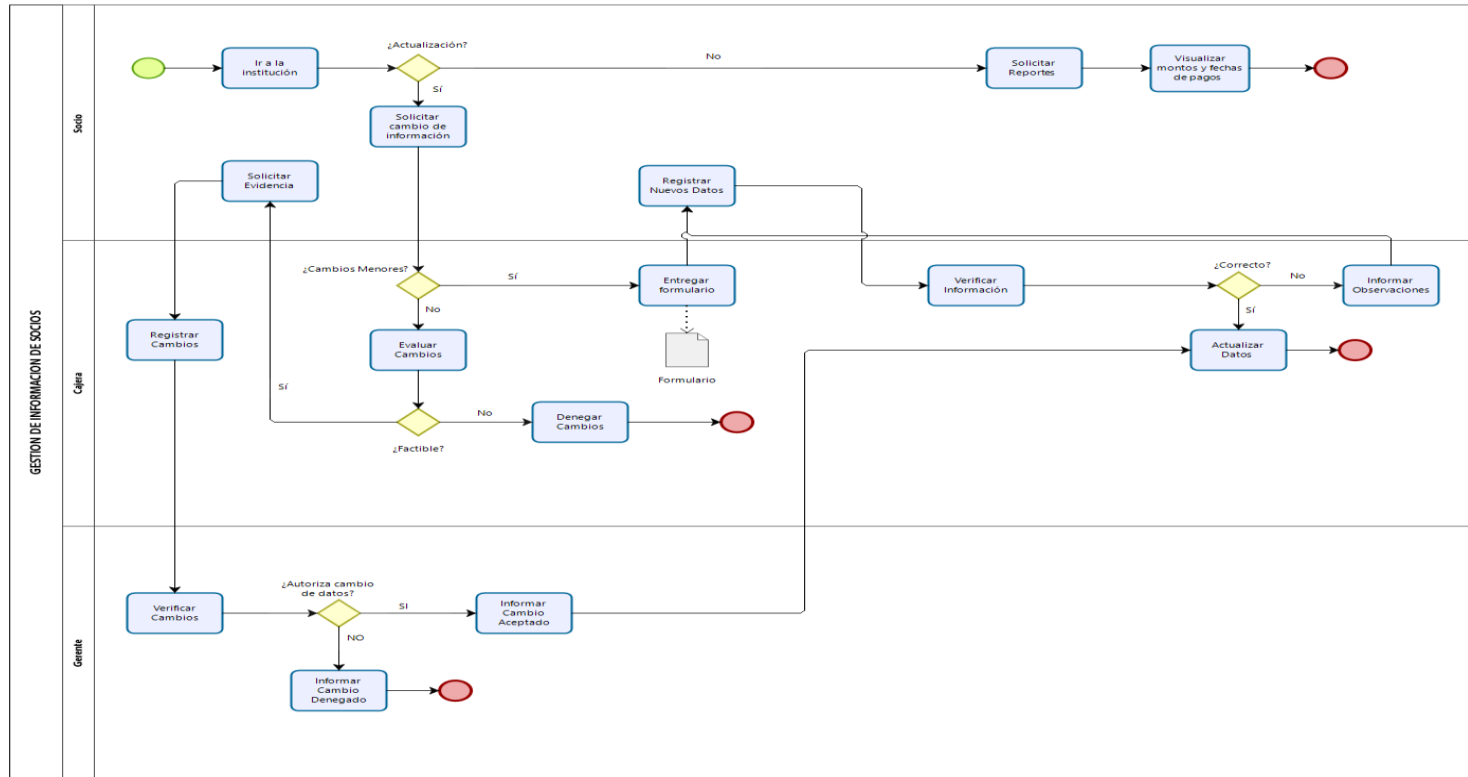 GESTION DE INFORMACION DE SOCIOS
Socio
Ir a la
institución
¿Actualización?
No
Sí
Solicitar
Reportes
Visualizar
montos y fechas
de pagos
Solicitar
cambio de
información
Solicitar
Evidencia
Registrar
Nuevos Datos
Cajera
¿Cambios Menores?
Sí
No
Entregar
formulario
Formulario
Verificar
Información
¿Correcto?
No
Sí
Informar
Observaciones
Registrar
Cambios
Evaluar
Cambios
Actualizar
Datos
Sí
¿Factible?
No
Denegar
Cambios
Gerente
Verificar
Cambios
¿Autoriza cambio
de datos?
SI
NO
Informar
Cambio
Aceptado
Informar
Cambio
Denegado